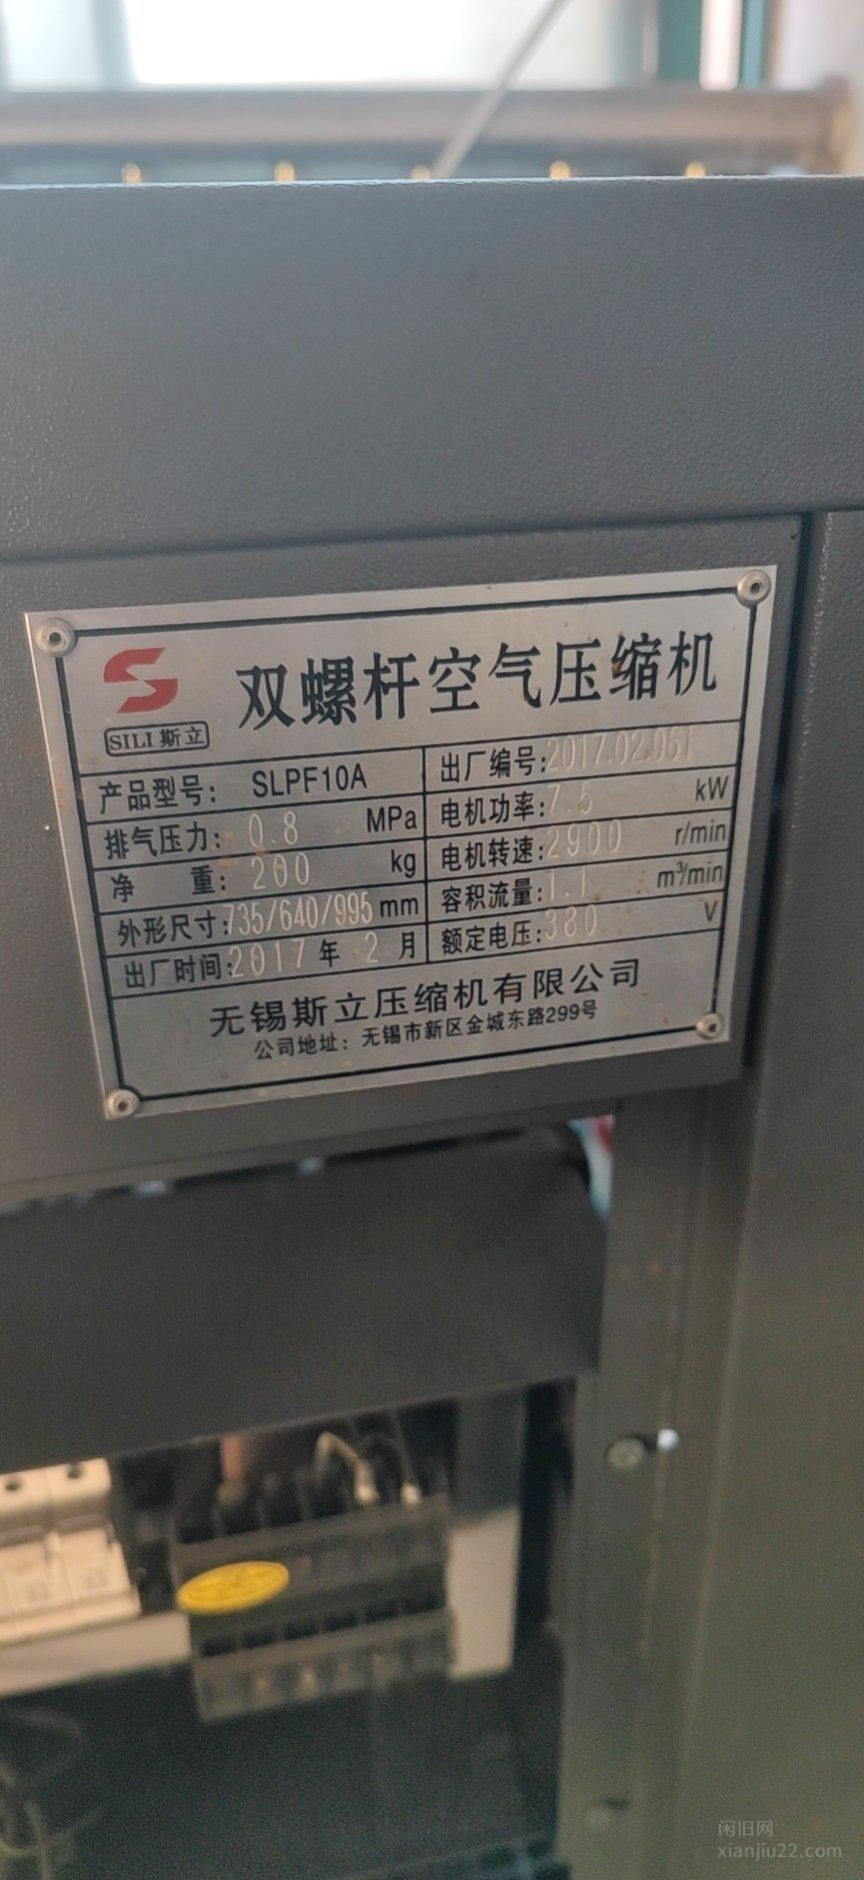 SILI 斯立
双螺杆空气压缩机
产品型号: SLPF10A
出厂编号:
排气压力: 0.8 MPa
电机功率: 7.5 kW
净 重: 200 kg
电机转速: 2900 r/min
外形尺寸: 735/640/995 mm
容积流量: 1.1 m³/min
出厂时间: 2017 年 2 月
额定电压: 380 V
无锡斯立压缩机有限公司
公司地址: 无锡市新区金城东路299号
闲旧网
xianjiu22.com